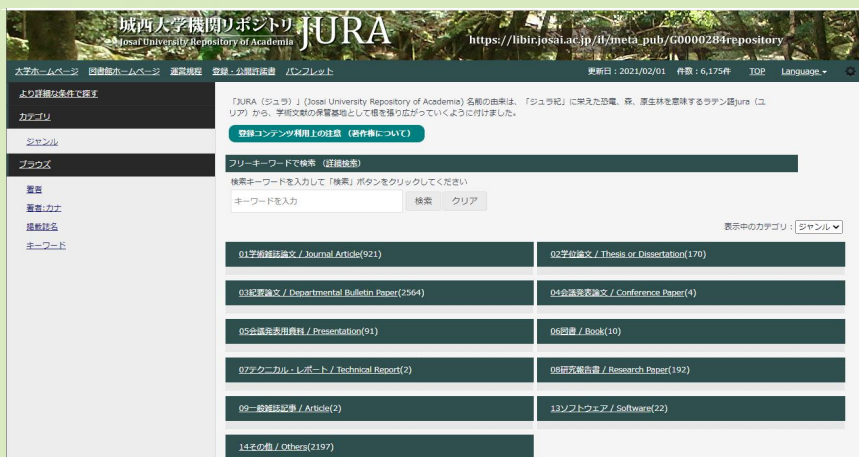 城西大学機関リポジトリ JURA
Josai University Repository of Academia
https://libir.josai.ac.jp/il/meta_pub/G0000284repository
大学ホームページ 図書館ホームページ 運営規程 登録・公開許諾書 パンフレット
更新日：2021/02/01 件数：6,175件 TOP Language
より詳細な条件で探す
カテゴリ
ジャンル
ブラウズ
著者
著者:カナ
掲載誌名
キーワード
「JURA（ジュラ）」(Josai University Repository of Academia) 名前の由来は、「ジュラ紀」に栄えた恐竜、森、原生林を意味するラテン語jura（ユ
リア）から、学術文献の保管基地として根を張り広がっていくように付けました。
登録コンテンツ利用上の注意（著作権について）
フリーキーワードで検索（詳細検索）
検索キーワードを入力して「検索」ボタンをクリックしてください
キーワードを入力 検索 クリア
表示中のカテゴリ：ジャンル
01学術雑誌論文 / Journal Article(921)
02学位論文 / Thesis or Dissertation(170)
03紀要論文 / Departmental Bulletin Paper(2564)
04会議発表論文 / Conference Paper(4)
05会議発表用資料 / Presentation(91)
06図書 / Book(10)
07テクニカル・レポート / Technical Report(2)
08研究報告書 / Research Paper(192)
09一般雑誌記事 / Article(2)
13ソフトウェア / Software(22)
14その他 / Others(2197)